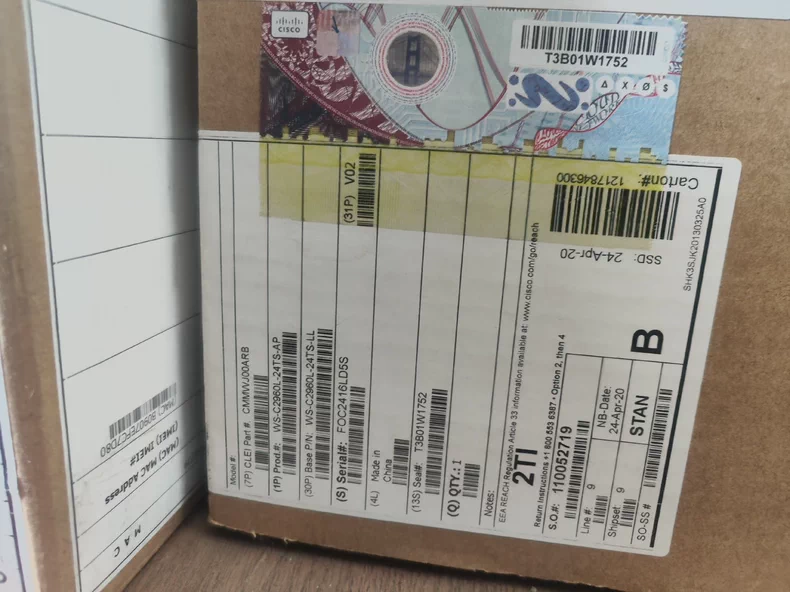 CISCO
T3B01W1752
Δ X Ø $
Model #:
(7P) CLEI Part #: CMMWJ00ARB
(1P) Prod.#: WS-C2960L-24TS-AP
(30P) Base P/N: WS-C2960L-24TS-LL
(S) Serial#: FOC2416LD5S
(31P) V02
(4L) Made in
China
(13S) Seal#: T3B01W1752
(Q) QTY.: 1
Notes:
EEA REACH Regulation Article 33 information available at: www.cisco.com/go/reach
2TI
Return Instructions +1 800 553 6387 • Option 2, then 4
S.O.#: 110052719
Line #: 9
Shipset: 9
NB-Date:
24-Apr-20
STAN
SO-SS #
B
Carton#: 1217846300
SSD: 24-Apr-20
SHK3SJK20130325A0
MAC
(MAC) MAC Address
(IMEI) IMEI#